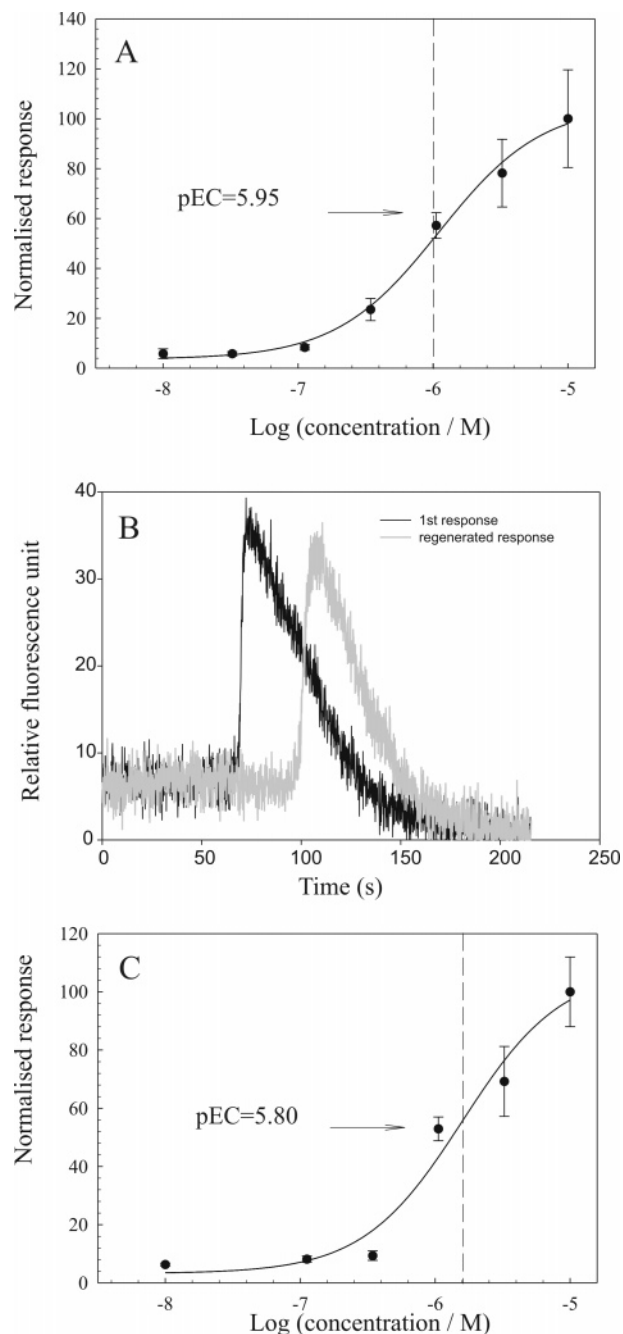 140
A
120
100
80
60
40
20
0
Normalised response
pEC=5.95
-8 -7 -6 -5
Log (concentration / M)
40
B
30
20
10
0
Relative fluorescence unit
1st response
regenerated response
0 50 100 150 200 250
Time (s)
120
C
100
80
60
40
20
0
Normalised response
pEC=5.80
-8 -7 -6 -5
Log (concentration / M)